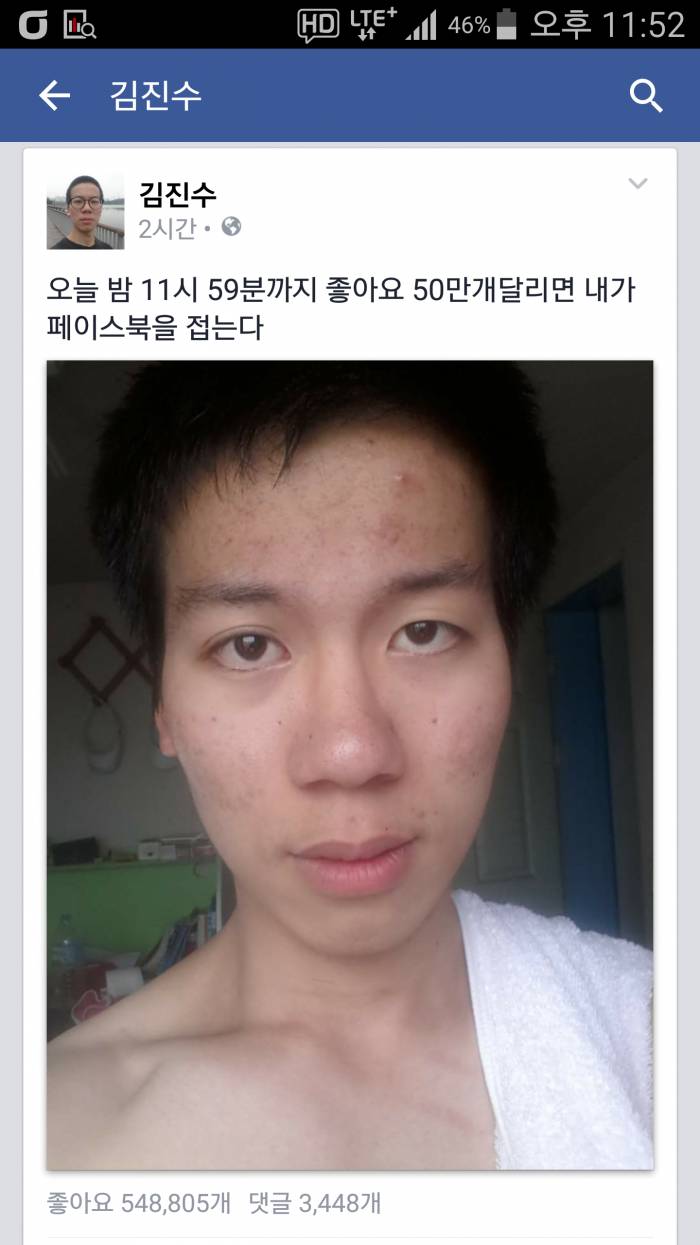 HD LTE+ 46% 오후 11:52
김진수
김진수
2시간 •
오늘 밤 11시 59분까지 좋아요 50만개달리면 내가
페이스북을 접는다
좋아요 548,805개 댓글 3,448개